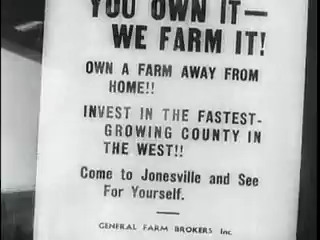 YOU OWN IT—
WE FARM IT!
OWN A FARM AWAY FROM
HOME!!
INVEST IN THE FASTEST-
GROWING COUNTY IN
THE WEST!!
Come to Jonesville and See
For Yourself.
GENERAL FARM BROKERS Inc.